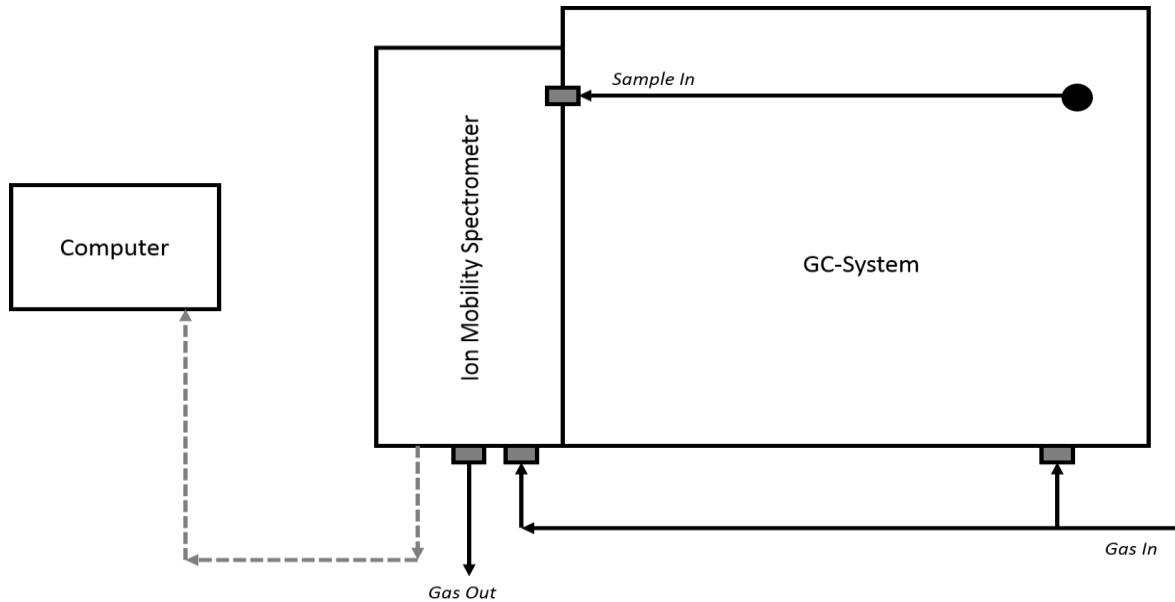 Sample In
Ion Mobility Spectrometer
Computer
GC-System
Gas In
Gas Out